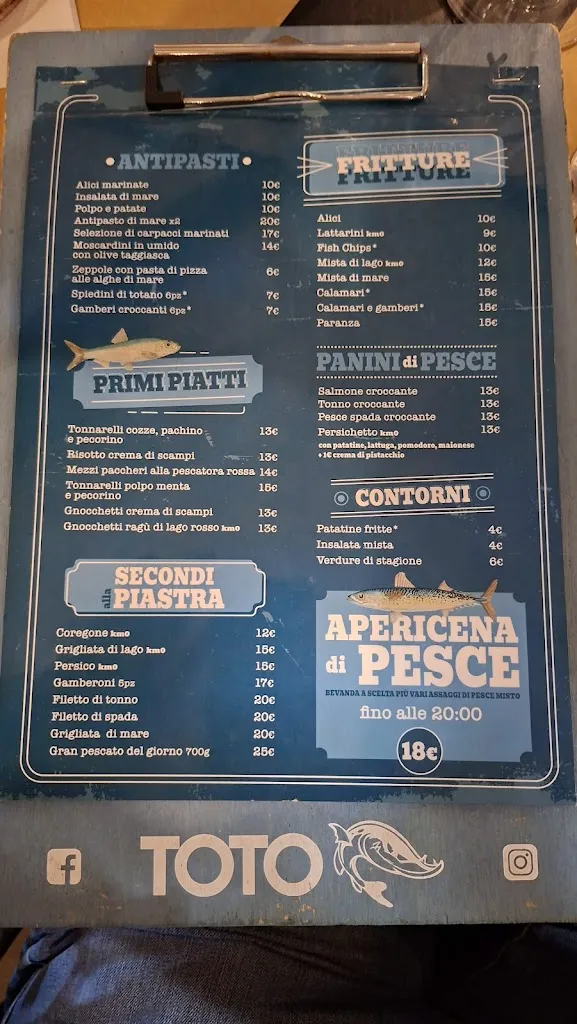 ANTIPASTI
Alici marinate 10€
Insalata di mare 10€
Polpo e patate 10€
Antipasto di mare x2 20€
Selezione di carpacci marinati 17€
Moscardini in umido 14€
con olive taggiasca
Zeppole con pasta di pizza 6€
alle alghe di mare
Spiedini di totano 6pz* 7€
Gamberi croccanti 6pz* 7€
PRIMI PIATTI
Tonnarelli cozze, pachino 13€
e pecorino
Risotto crema di scampi 13€
Mezzi paccheri alla pescatora rossa 14€
Tonnarelli polpo menta 15€
e pecorino
Gnocchetti crema di scampi 13€
Gnocchetti ragù di lago rosso km0 13€
SECONDI
alla PIASTRA
Coregone km0 12€
Grigliata di lago km0 15€
Persico km0 15€
Gamberoni 5pz 17€
Filetto di tonno 20€
Filetto di spada 20€
Grigliata di mare 20€
Gran pescato del giorno 700g 25€
FRITTURE
Alici 10€
Lattarini km0 9€
Fish Chips* 10€
Mista di lago km0 12€
Mista di mare 15€
Calamari* 15€
Calamari e gamberi* 15€
Paranza 15€
PANINI di PESCE
Salmone croccante 13€
Tonno croccante 13€
Pesce spada croccante 13€
Persichetto km0 13€
con patatine, lattuga, pomodoro, maionese
+ 1€ crema di pistacchio
CONTORNI
Patatine fritte* 4€
Insalata mista 4€
Verdure di stagione 6€
APERICENA
di PESCE
BEVANDA A SCELTA PIÙ VARI ASSAGGI DI PESCE MISTO
fino alle 20:00
18€
TOTO